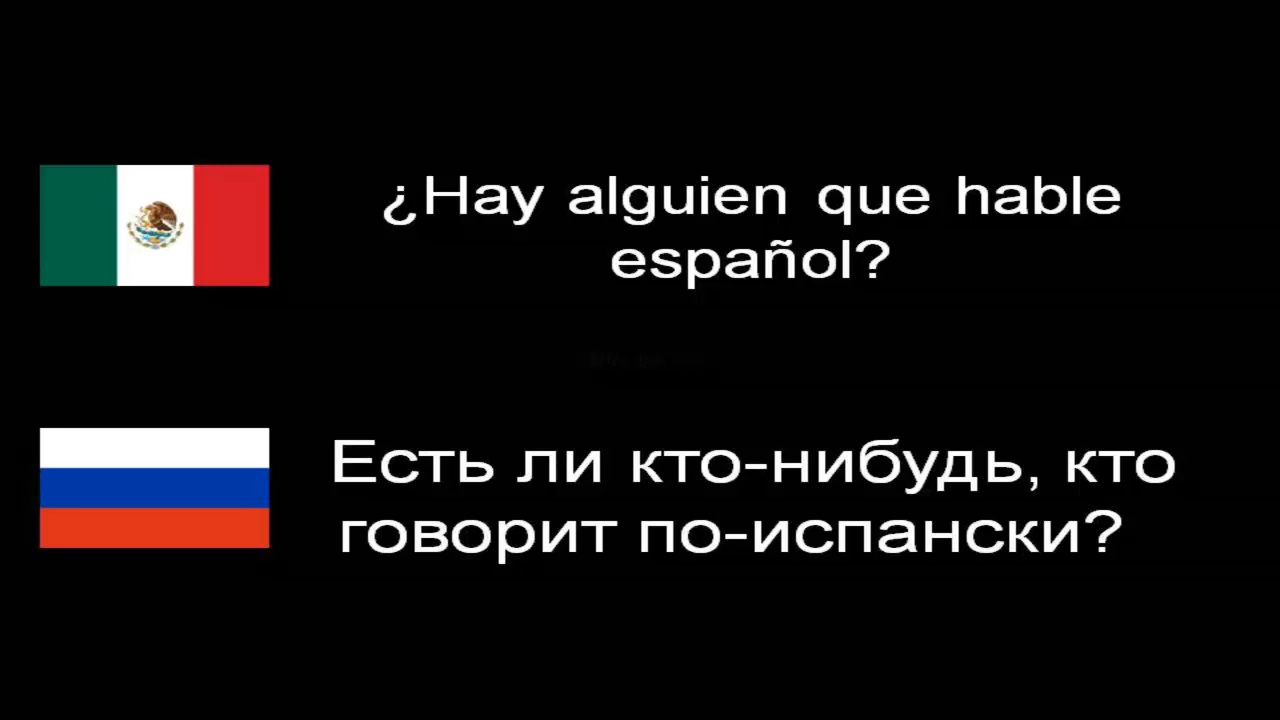 ¿Hay alguien que hable
español?
Есть ли кто-нибудь, кто
говорит по-испански?